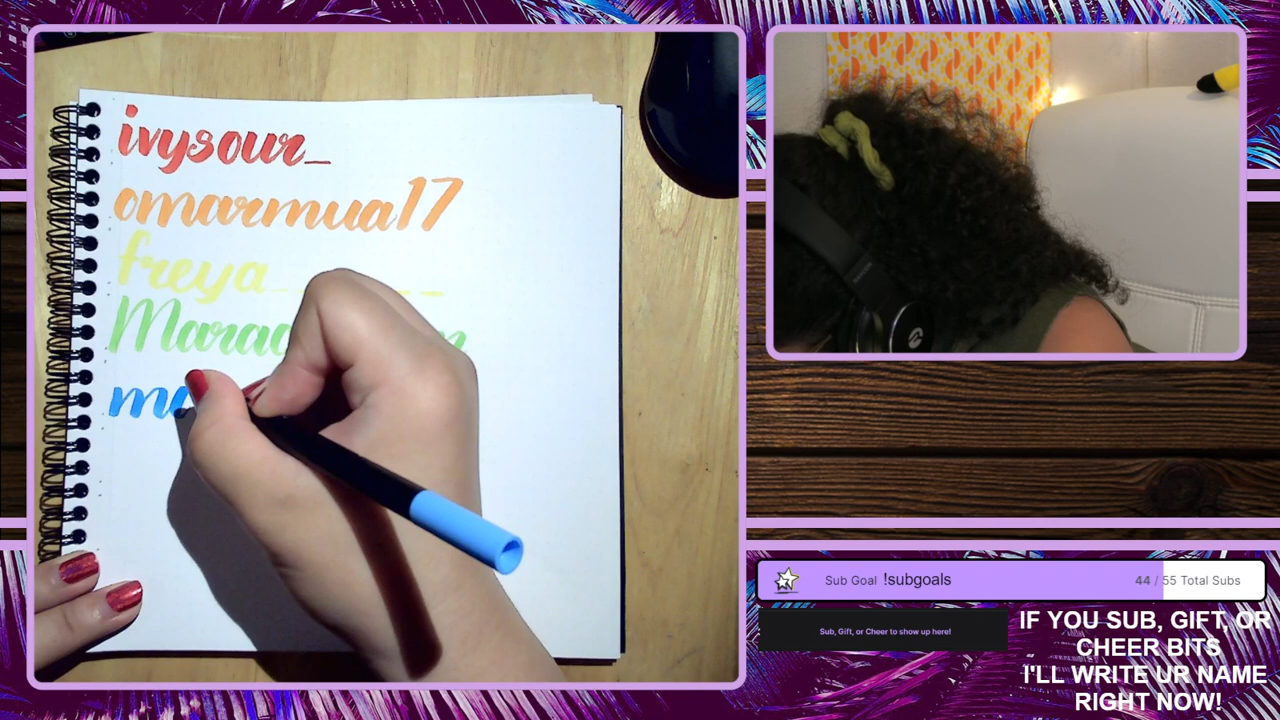 ivysour_
omarmua17
Sub Goal !subgoals
44 / 55 Total Subs
Sub, Gift, or Cheer to show up here!
IF YOU SUB, GIFT, OR
CHEER BITS
I'LL WRITE UR NAME
RIGHT NOW!